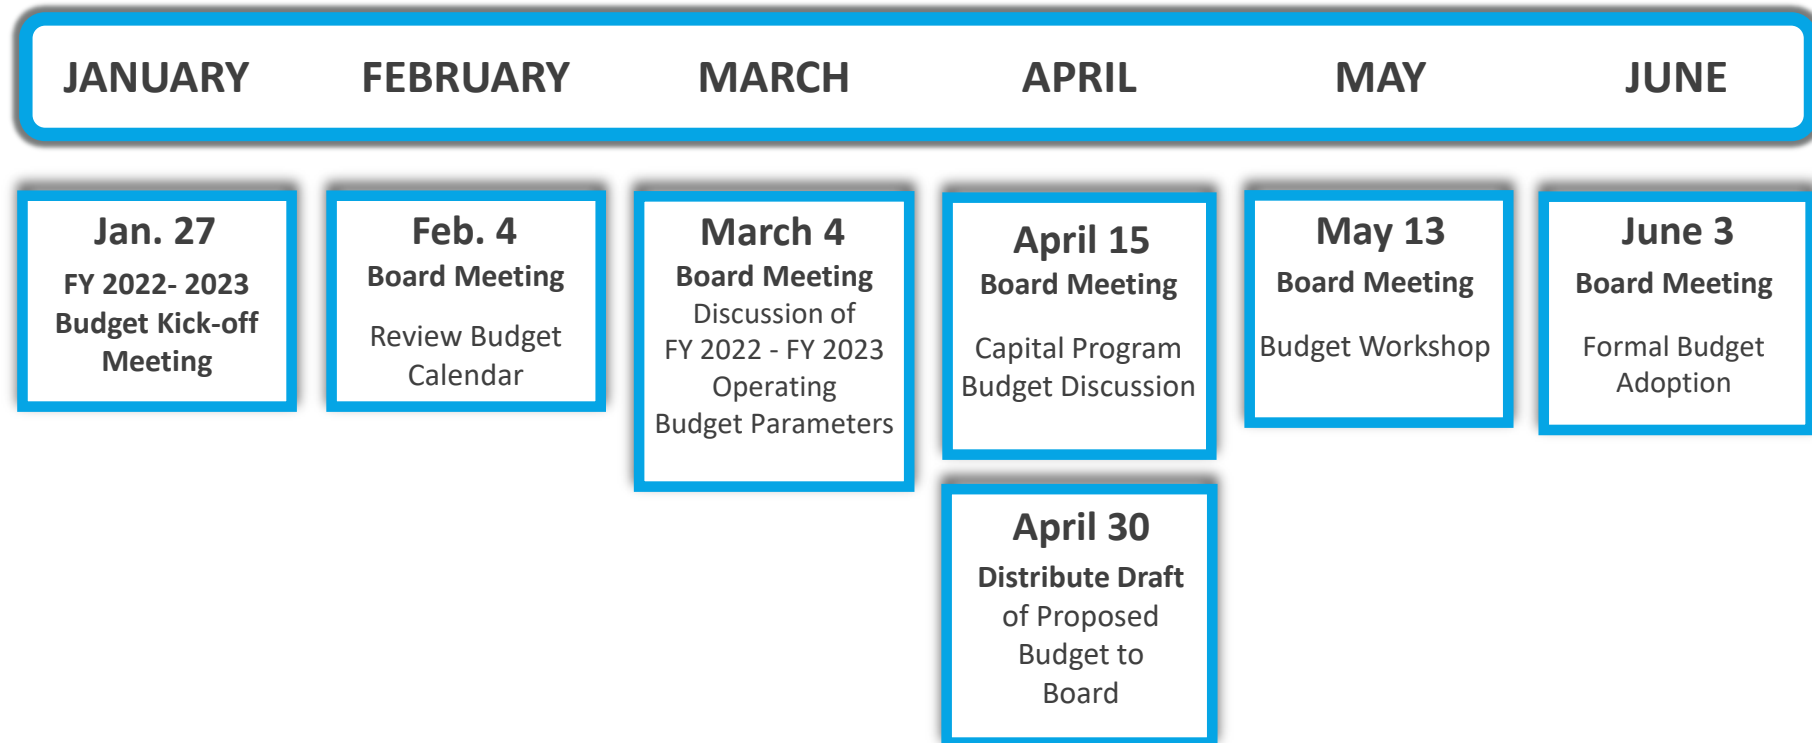 JANUARY FEBRUARY MARCH APRIL MAY JUNE
Jan. 27
FY 2022- 2023
Budget Kick-off
Meeting
Feb. 4
Board Meeting
Review Budget
Calendar
March 4
Board Meeting
Discussion of
FY 2022 - FY 2023
Operating
Budget Parameters
April 15
Board Meeting
Capital Program
Budget Discussion
April 30
Distribute Draft
of Proposed
Budget to
Board
May 13
Board Meeting
Budget Workshop
June 3
Board Meeting
Formal Budget
Adoption